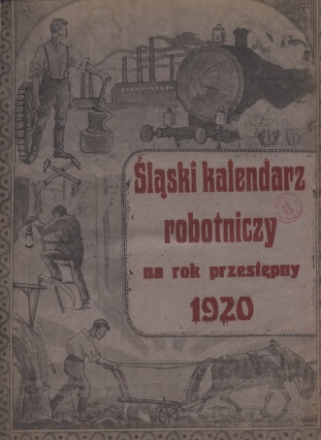 Śląski kalendarz
robotniczy
na rok przestępny
1920